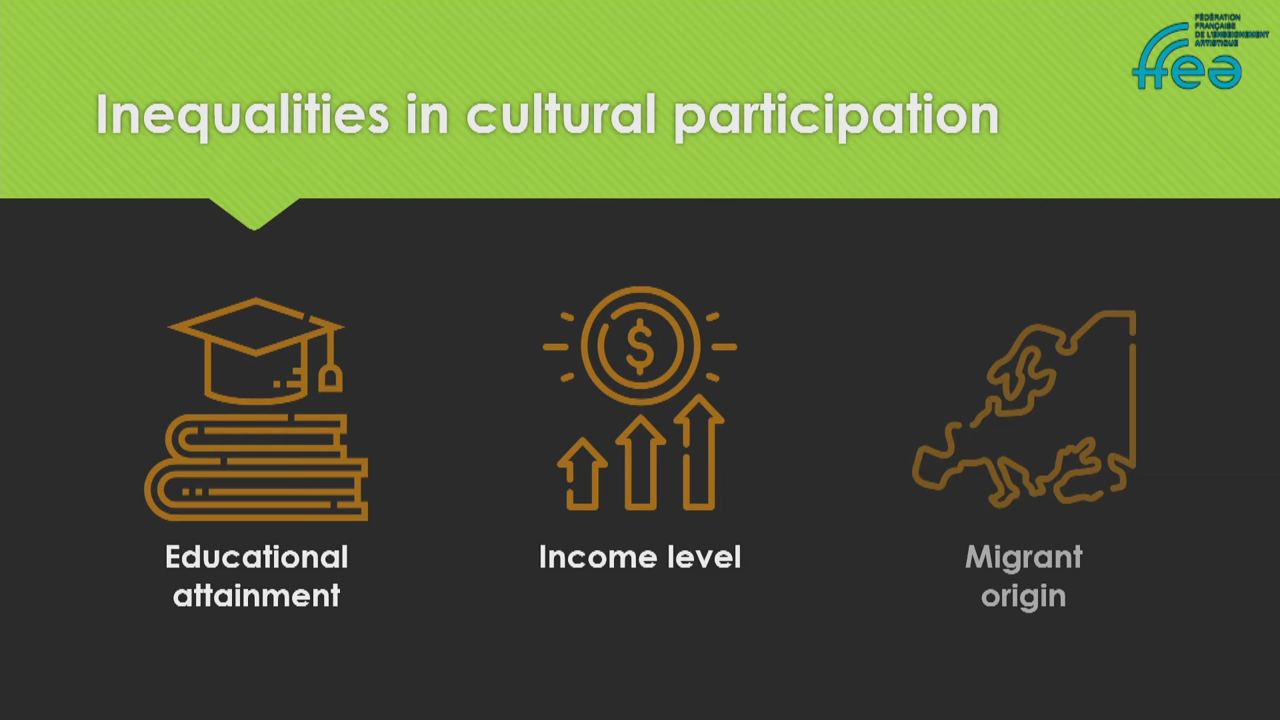 FÉDÉRATION
FRANÇAISE
DE L'ENSEIGNEMENT
ARTISTIQUE
ffea
Inequalities in cultural participation
$
Educational
attainment
Income level
Migrant
origin